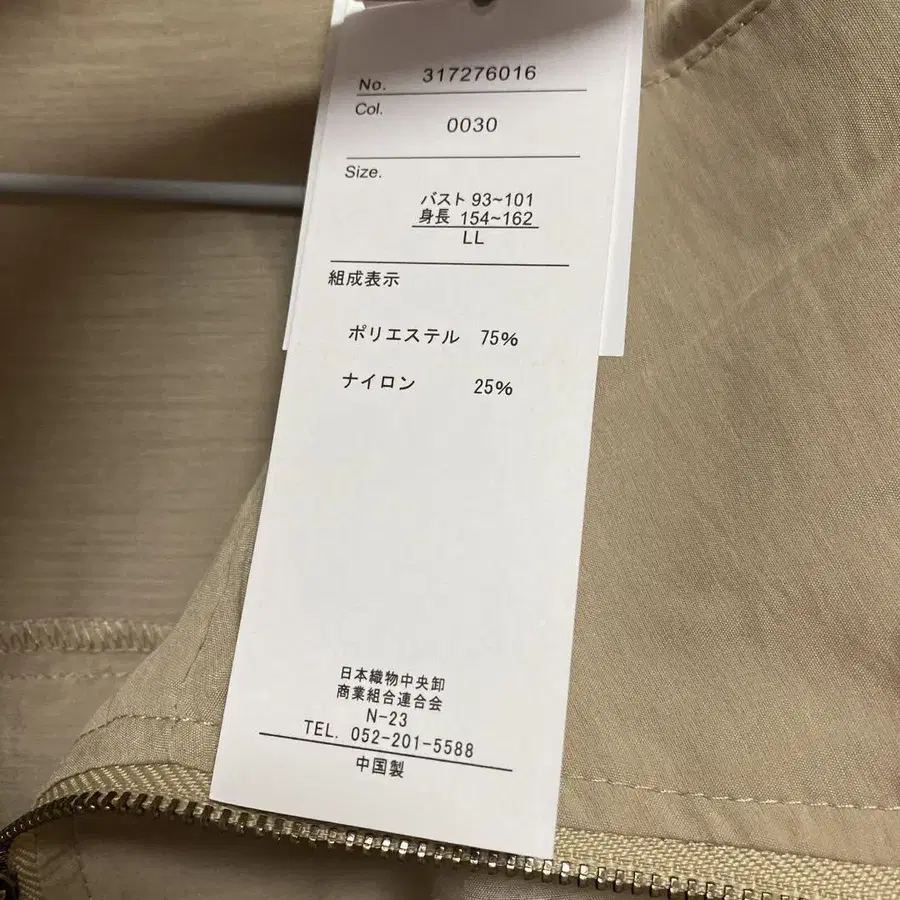 No. 317276016
Col.
0030
Size.
バスト 93~101
身長 154~162
LL
組成表示
ポリエステル 75%
ナイロン 25%
日本織物中央卸
商業組合連合会
N-23
TEL. 052-201-5588
中国製